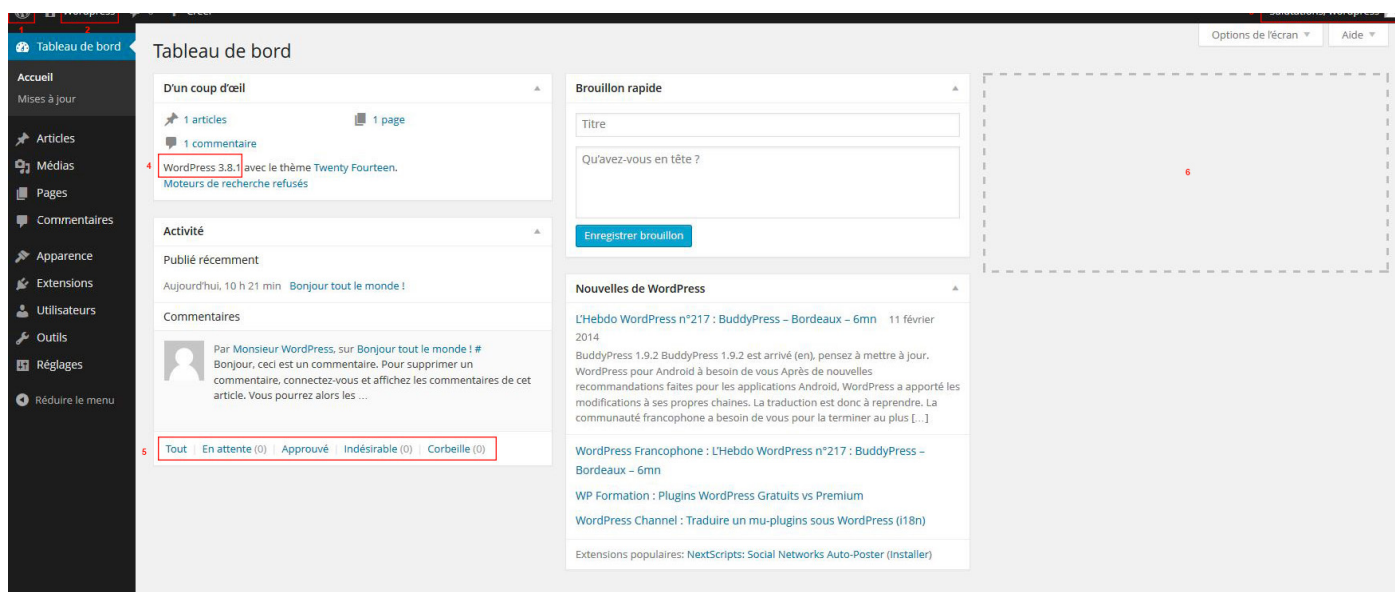 Wordpress
Créer
Salutations, wordpress
1
2
Tableau de bord
Accueil
Mises à jour
Articles
Médias
Pages
Commentaires
Apparence
Extensions
Utilisateurs
Outils
Réglages
Réduire le menu
Options de l'écran
Aide
Tableau de bord
D'un coup d'œil
1 articles
1 page
1 commentaire
4
WordPress 3.8.1 avec le thème Twenty Fourteen.
Moteurs de recherche refusés
Activité
Publié récemment
Aujourd'hui, 10 h 21 min Bonjour tout le monde !
Commentaires
Par Monsieur WordPress, sur Bonjour tout le monde ! #
Bonjour, ceci est un commentaire. Pour supprimer un
commentaire, connectez-vous et affichez les commentaires de cet
article. Vous pourrez alors les …
5
Tout | En attente (0) | Approuvé | Indésirable (0) | Corbeille (0)
Brouillon rapide
Titre
Qu'avez-vous en tête ?
Enregistrer brouillon
Nouvelles de WordPress
L'Hebdo WordPress n°217 : BuddyPress – Bordeaux – 6mn 11 février
2014
BuddyPress 1.9.2 BuddyPress 1.9.2 est arrivé (en), pensez à mettre à jour.
WordPress pour Android à besoin de vous Après de nouvelles
recommandations faites pour les applications Android, WordPress a apporté les
modifications à ses propres chaines. La traduction est donc à reprendre. La
communauté francophone a besoin de vous pour la terminer au plus […]
WordPress Francophone : L'Hebdo WordPress n°217 : BuddyPress –
Bordeaux – 6mn
WP Formation : Plugins WordPress Gratuits vs Premium
WordPress Channel : Traduire un mu-plugins sous WordPress (i18n)
Extensions populaires: NextScripts: Social Networks Auto-Poster (Installer)
6